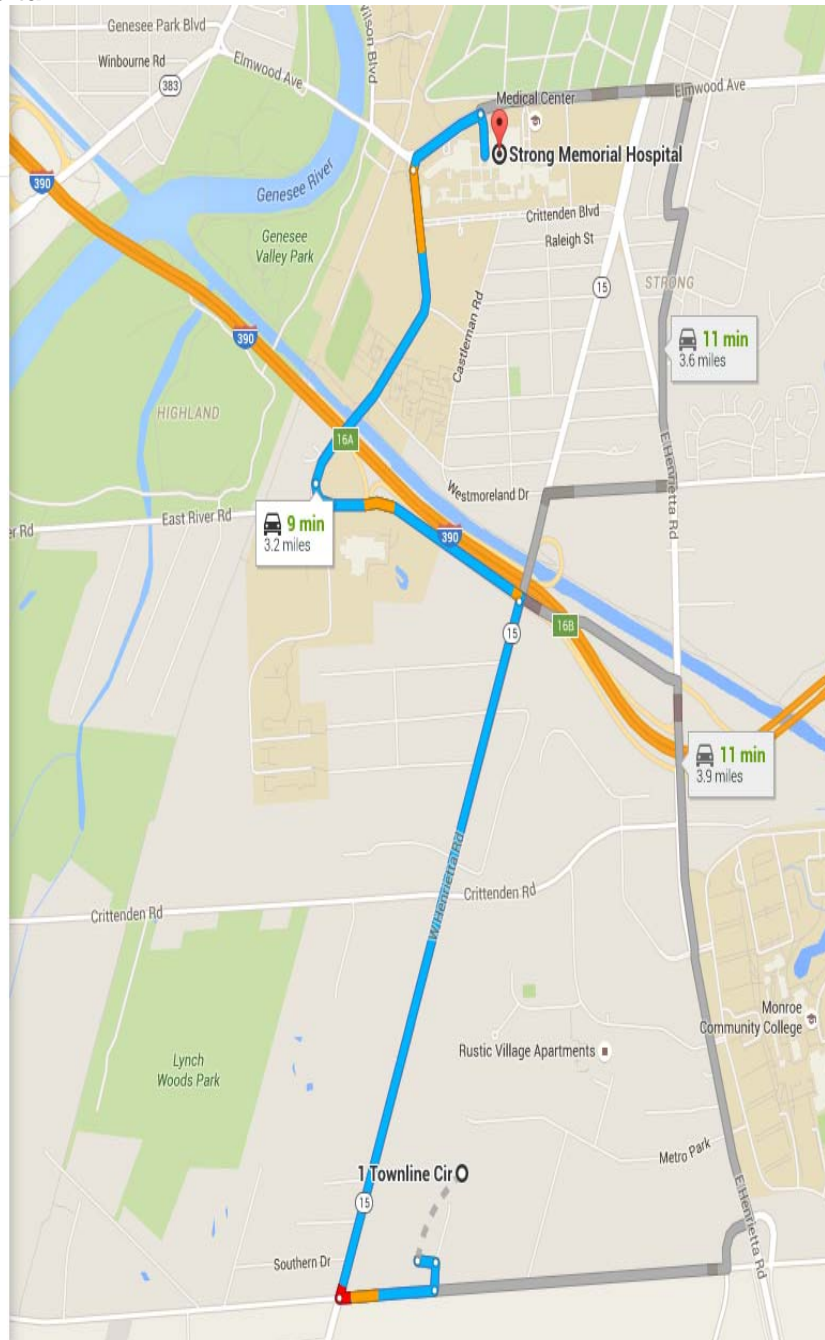 Genesee Park Blvd
Winbourne Rd
383
Elmwood Ave
Wilson Blvd
Medical Center
Elmwood Ave
Strong Memorial Hospital
390
Genesee River
Crittenden Blvd
Raleigh St
Genesee
Valley Park
15
STRONG
Castleman Rd
390
11 min
3.6 miles
HIGHLAND
16A
E Henrietta Rd
Westmoreland Dr
East River Rd
er Rd
9 min
3.2 miles
390
15
16B
11 min
3.9 miles
W Henrietta Rd
Crittenden Rd
Crittenden Rd
Monroe
Community College
Rustic Village Apartments
Lynch
Woods Park
Metro Park
1 Townline Cir
15
E Henrietta Rd
Southern Dr